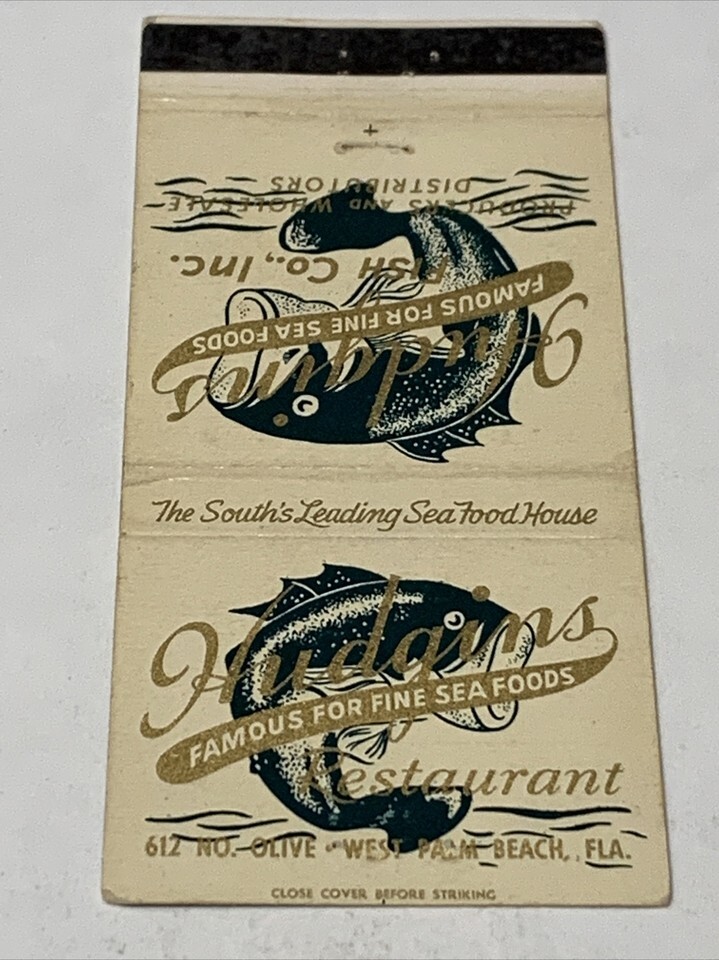 PRODUCERS AND WHOLESALE
DISTRIBUTORS
FISH CO., INC.
FAMOUS FOR FINE SEA FOODS
Hudgins
The South's Leading Sea Food House
Hudgins
FAMOUS FOR FINE SEA FOODS
Restaurant
612 NO. OLIVE • WEST PALM BEACH, FLA.
CLOSE COVER BEFORE STRIKING